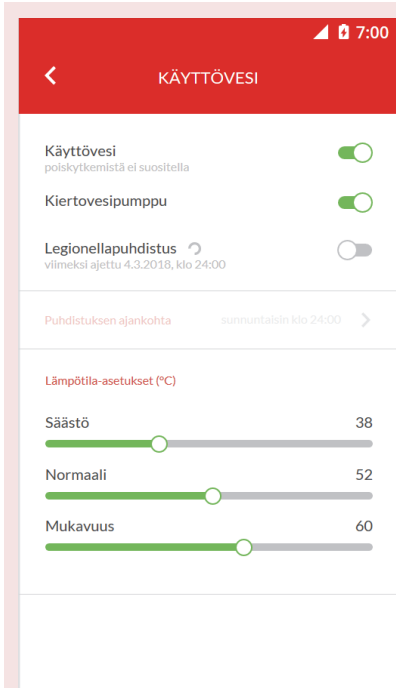 7:00
KÄYTTÖVESI
Käyttövesi
poiskytkemistä ei suositella
Kiertovesipumppu
Legionellapuhdistus
viimeksi ajettu 4.3.2018, klo 24:00
Puhdistuksen ajankohta sunnuntaisin klo 24:00
Lämpötila-asetukset (°C)
Säästö 38
Normaali 52
Mukavuus 60